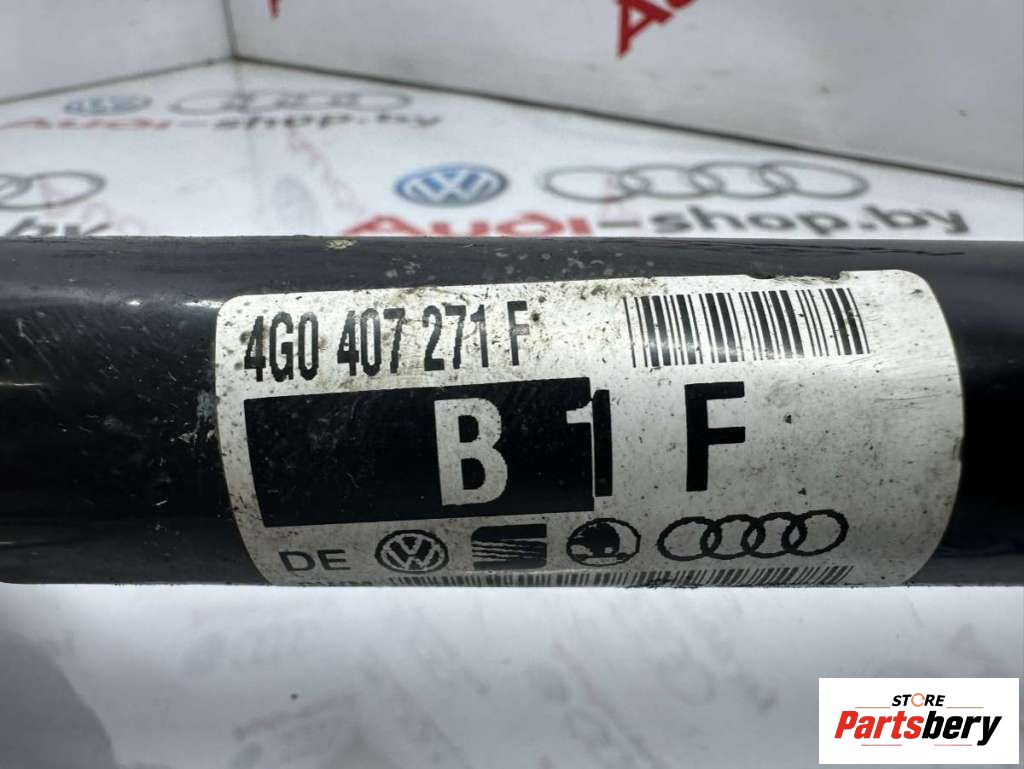 Audi-shop.by
Audi-shop.by
4G0 407 271 F
B 1 F
DE
STORE
Partsbery